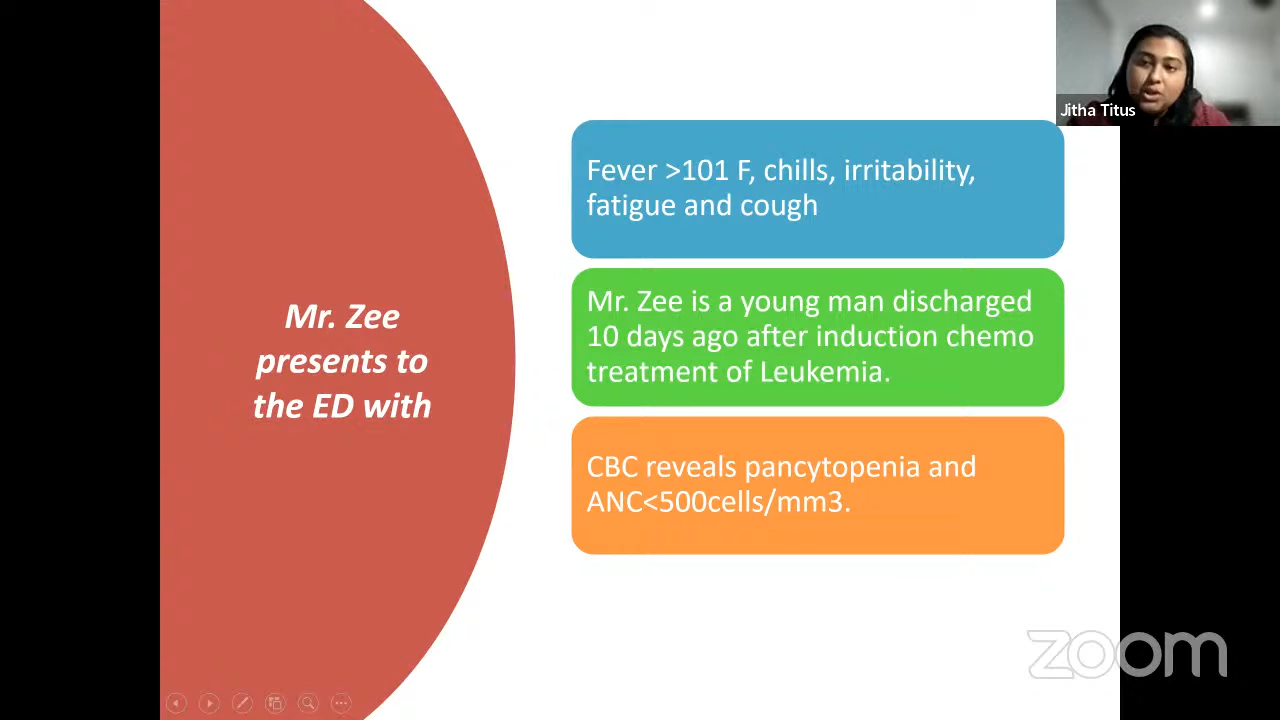 Jitha Titus
Mr. Zee
presents to
the ED with
Fever >101 F, chills, irritability,
fatigue and cough
Mr. Zee is a young man discharged
10 days ago after induction chemo
treatment of Leukemia.
CBC reveals pancytopenia and
ANC<500cells/mm3.
zoom